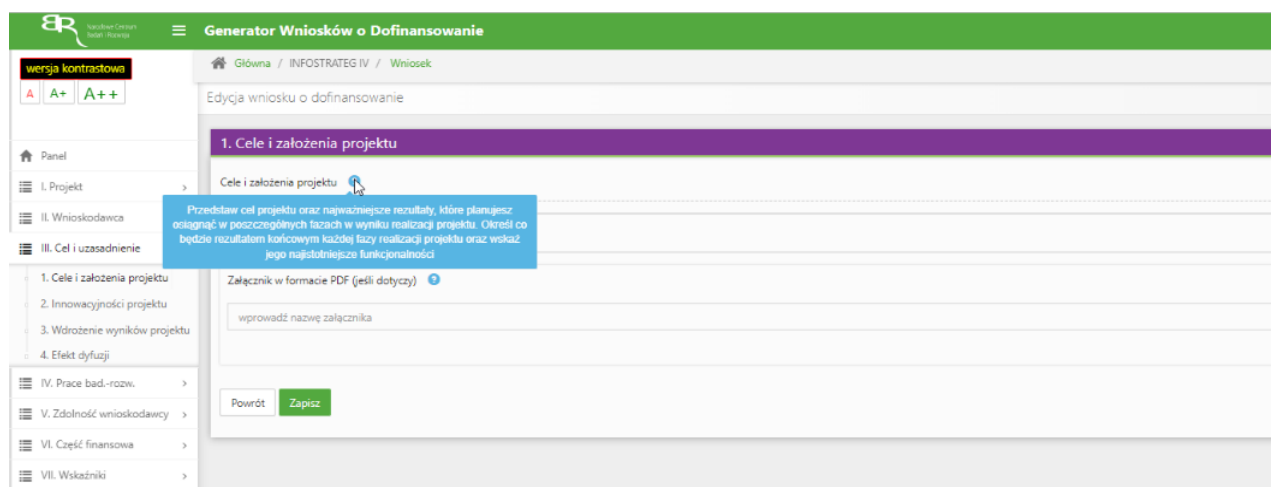 Narodowe Centrum
Badań i Rozwoju
Generator Wniosków o Dofinansowanie
wersja kontrastowa
A A+ A++
Główna / INFOSTRATEG IV / Wniosek
Edycja wniosku o dofinansowanie
Panel
I. Projekt
II. Wnioskodawca
III. Cel i uzasadnienie
1. Cele i założenia projektu
2. Innowacyjności projektu
3. Wdrożenie wyników projektu
4. Efekt dyfuzji
IV. Prace bad.-rozw.
V. Zdolność wnioskodawcy
VI. Część finansowa
VII. Wskaźniki
1. Cele i założenia projektu
Cele i założenia projektu
Przedstaw cel projektu oraz najważniejsze rezultaty, które planujesz
osiągnąć w poszczególnych fazach w wyniku realizacji projektu. Określ co
będzie rezultatem końcowym każdej fazy realizacji projektu oraz wskaż
jego najistotniejsze funkcjonalności
Załącznik w formacie PDF (jeśli dotyczy) ?
wprowadź nazwę załącznika
Powrót Zapisz